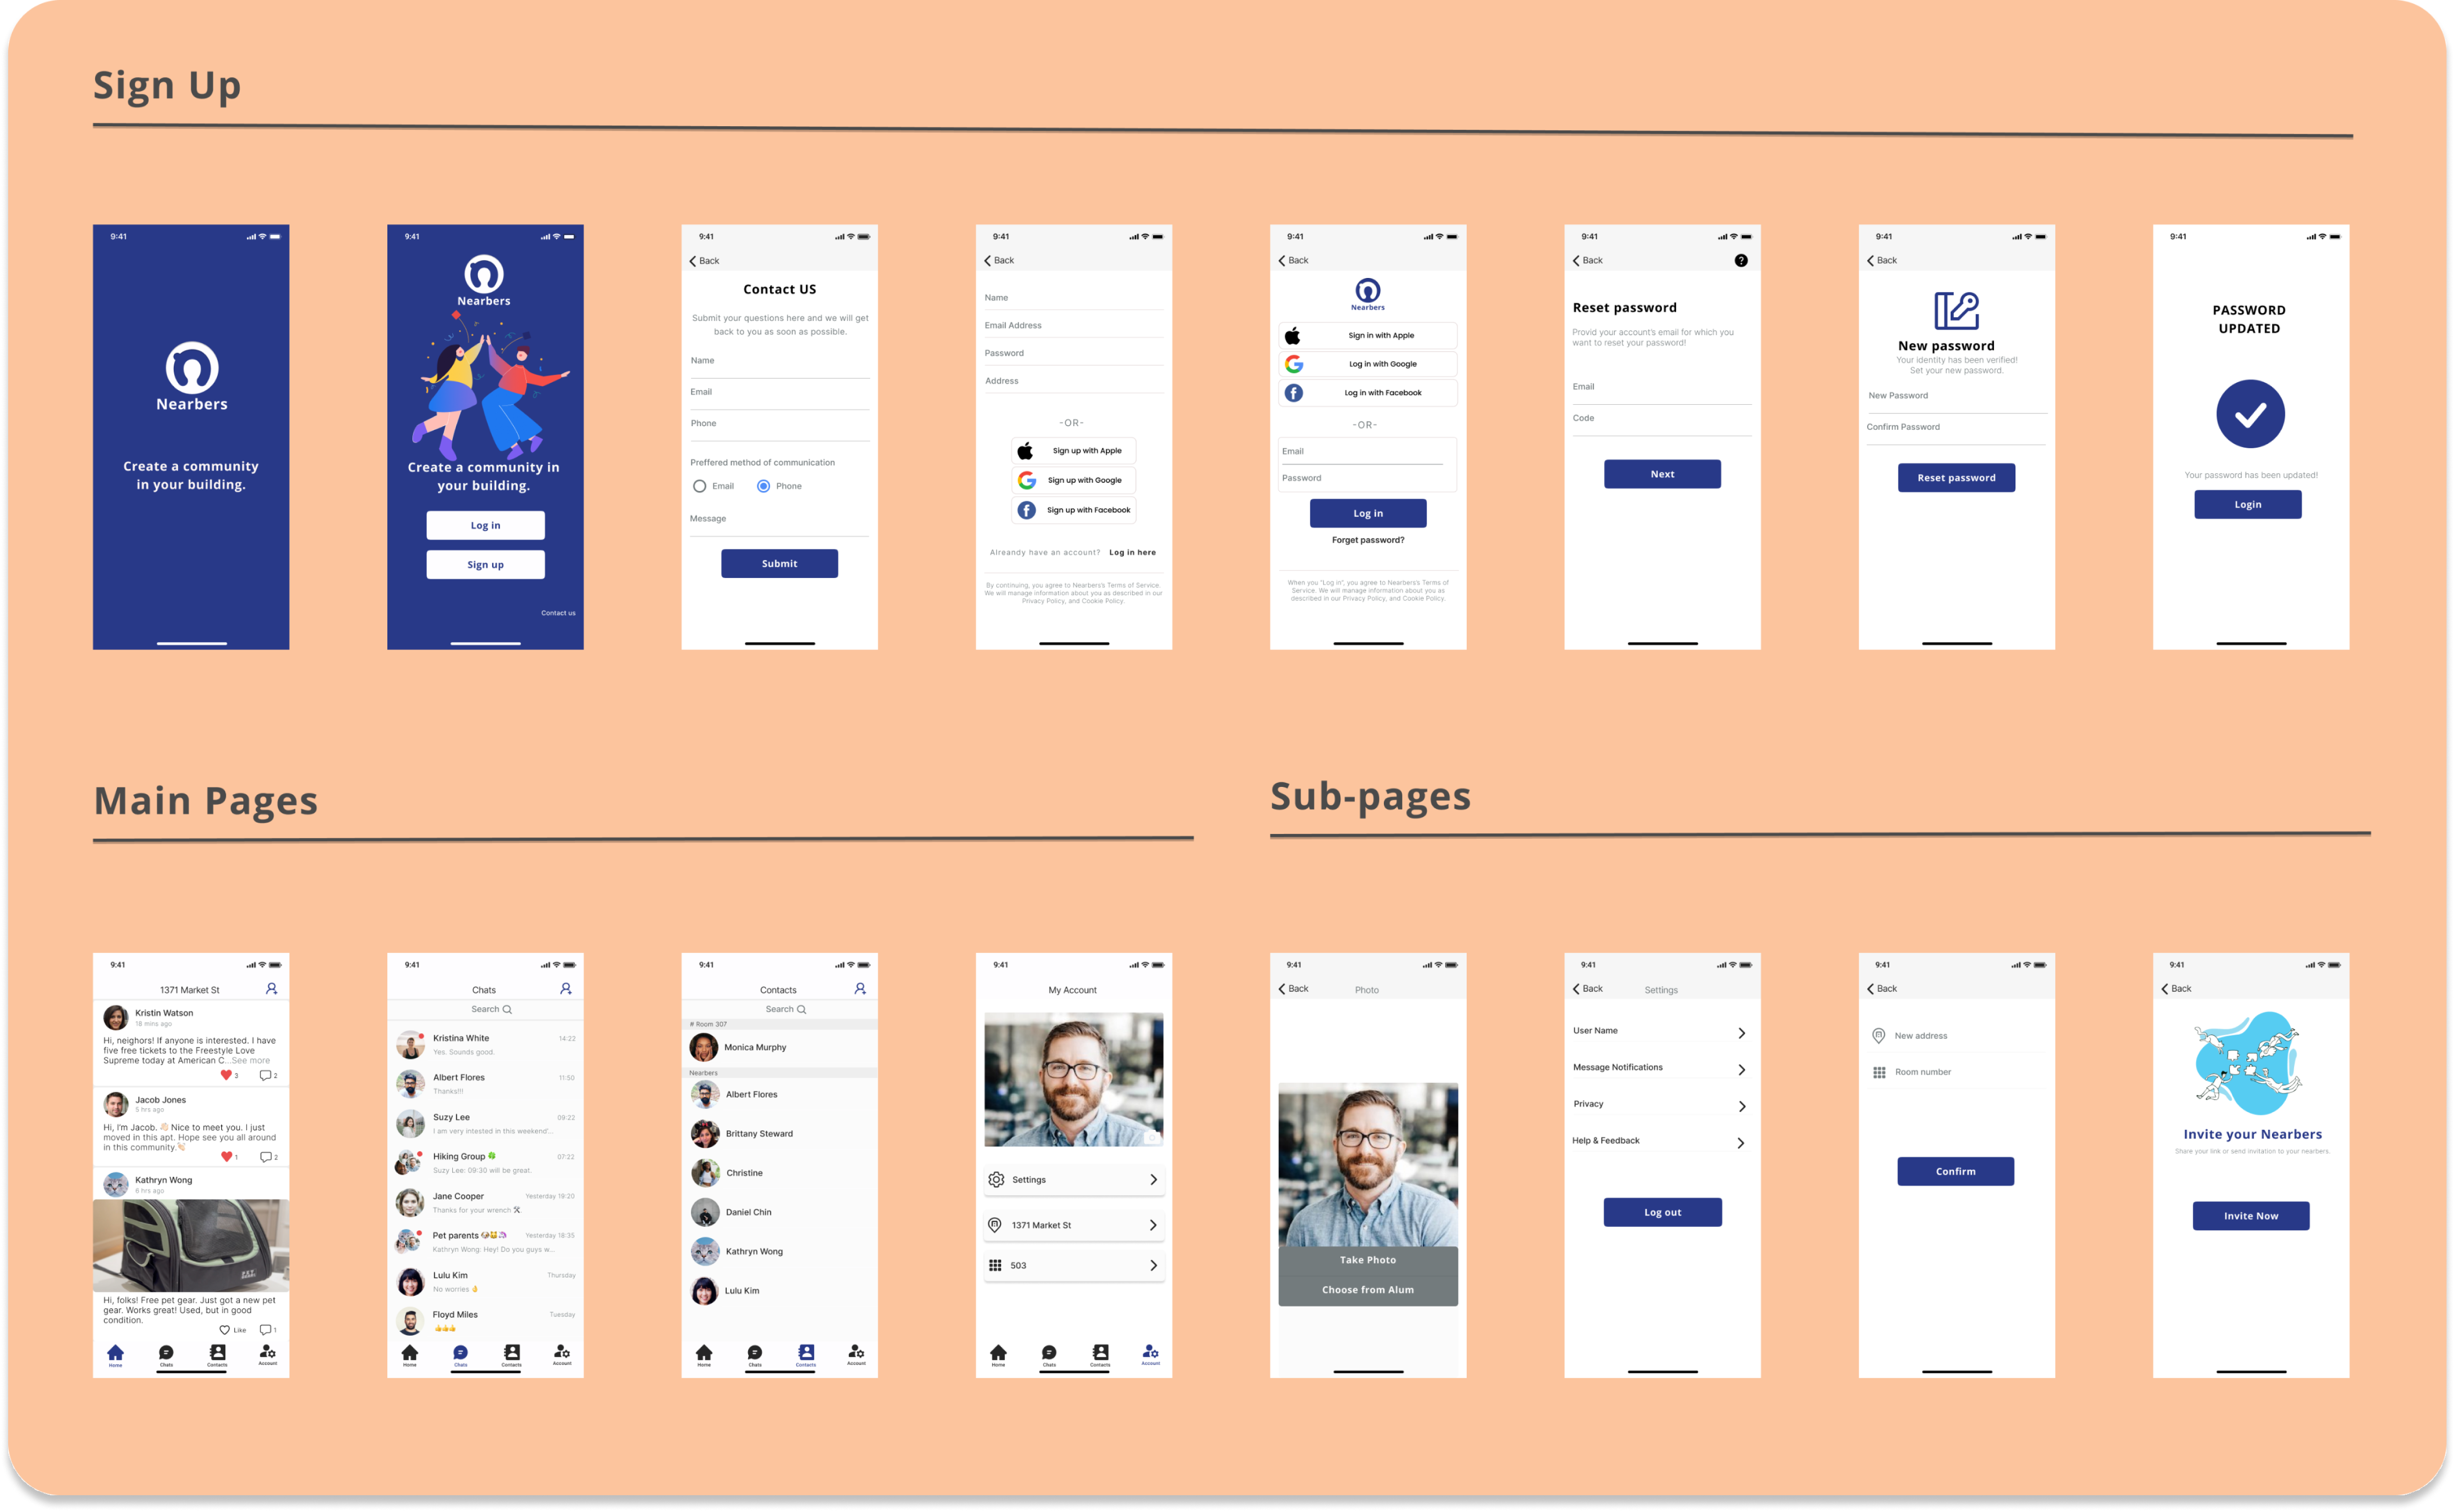 Sign Up
9:41
Nearbers
Create a community
in your building.
9:41
Nearbers
Create a community in
your building.
Log in
Sign up
Contact us
9:41
Back
Contact US
Submit your questions here and we will get
back to you as soon as possible.
Name
Email
Phone
Preffered method of communication
Email Phone
Message
Submit
9:41
Back
Name
Email Address
Password
Address
-OR-
Sign up with Apple
Sign up with Google
Sign up with Facebook
Alreandy have an account? Log in here
By continuing, you agree to Nearbers's Terms of Service
We will manage information about you as described in our
Privacy Policy, and Cookie Policy.
9:41
Back
Nearbers
Sign in with Apple
Log in with Google
Log in with Facebook
-OR-
Email
Password
Log in
Forget password?
When you "Log in", you agree to Nearbers's Terms of
Service. We will manage information about you as
described in our Privacy Policy, and Cookie Policy.
9:41
Back ?
Reset password
Provid your account's email for which you
want to reset your password!
Email
Code
Next
9:41
Back
New password
Your identity has been verified!
Set your new password.
New Password
Confirm Password
Reset password
9:41
PASSWORD
UPDATED
Your password has been updated!
Login
Main Pages
Sub-pages
9:41
1371 Market St
Kristin Watson
18 mins ago
Hi, neighors! If anyone is interested. I have
five free tickets to the Freestyle Love
Supreme today at American C...See more
3 2
Jacob Jones
5 hrs ago
Hi, I'm Jacob. 👋🏻 Nice to meet you. I just
moved in this apt. Hope see you all around
in this community.
1 2
Kathryn Wong
6 hrs ago
Hi, folks! Free pet gear. Just got a new pet
gear. Works great! Used, but in good
condition.
Like 1
Home Chats Contacts Account
9:41
Chats
Search
Kristina White 14:22
Yes. Sounds good.
Albert Flores 11:50
Thanks!!!
Suzy Lee 09:22
I am very intested in this weekend'...
Hiking Group 🍀 07:22
Suzy Lee: 09:30 will be great.
Jane Cooper Yesterday 19:20
Thanks for your wrench 🛠
Pet parents 🐶🐱🦄 Yesterday 18:35
Kathryn Wong: Hey! Do you guys w...
Lulu Kim Thursday
No worries 👌
Floyd Miles Tuesday
👍👍👍
Home Chats Contacts Account
9:41
Contacts
Search
# Room 307
Monica Murphy
Nearbers
Albert Flores
Brittany Steward
Christine
Daniel Chin
Kathryn Wong
Lulu Kim
Home Chats Contacts Account
9:41
My Account
Settings
1371 Market St
503
Home Chats Contacts Account
9:41
Back Photo
Take Photo
Choose from Alum
9:41
Back Settings
User Name
Message Notifications
Privacy
Help & Feedback
Log out
9:41
Back
New address
Room number
Confirm
9:41
Back
Invite your Nearbers
Share your link or send invitation to your nearbers.
Invite Now